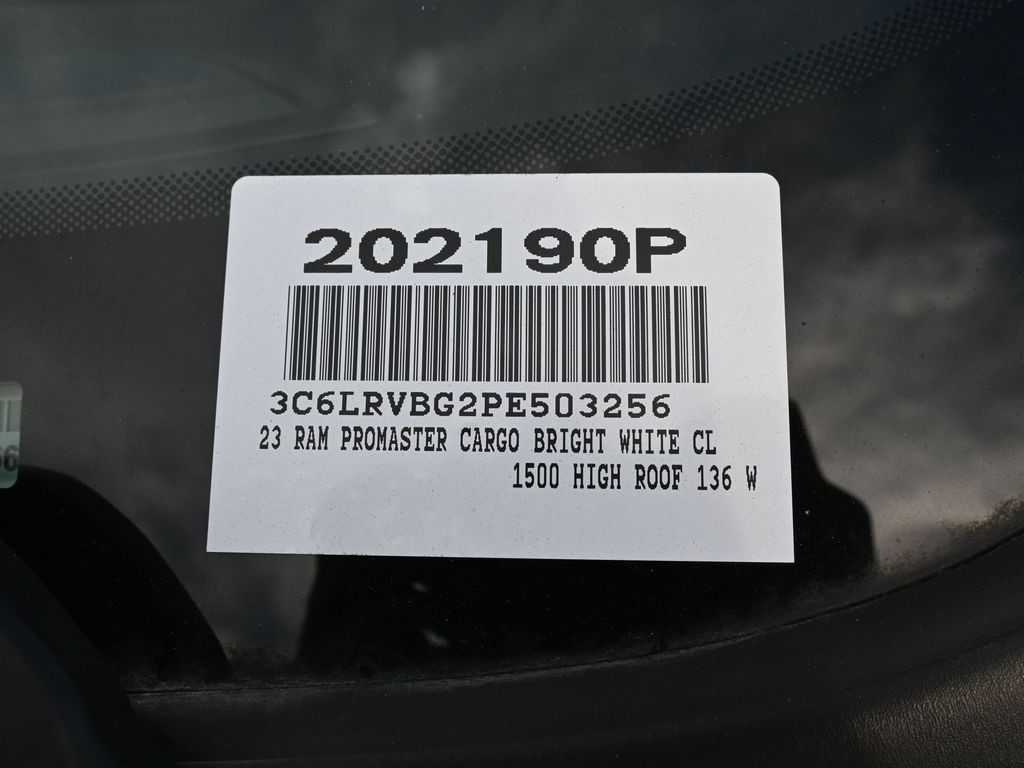 202190P
3C6LRVBG2PE503256
23 RAM PROMASTER CARGO BRIGHT WHITE CL
1500 HIGH ROOF 136 W